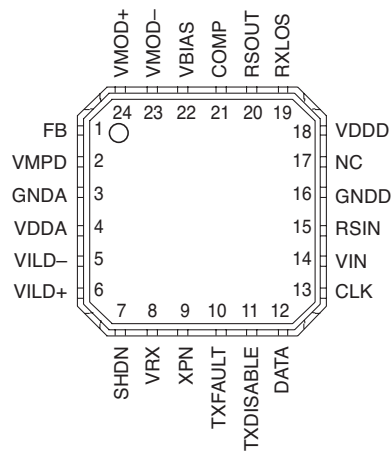 VMOD+
VMOD–
VBIAS
COMP
RSOUT
RXLOS
24 23 22 21 20 19
FB 1 18 VDDD
VMPD 2 17 NC
GNDA 3 16 GNDD
VDDA 4 15 RSIN
VILD– 5 14 VIN
VILD+ 6 13 CLK
7 8 9 10 11 12
SHDN
VRX
XPN
TXFAULT
TXDISABLE
DATA